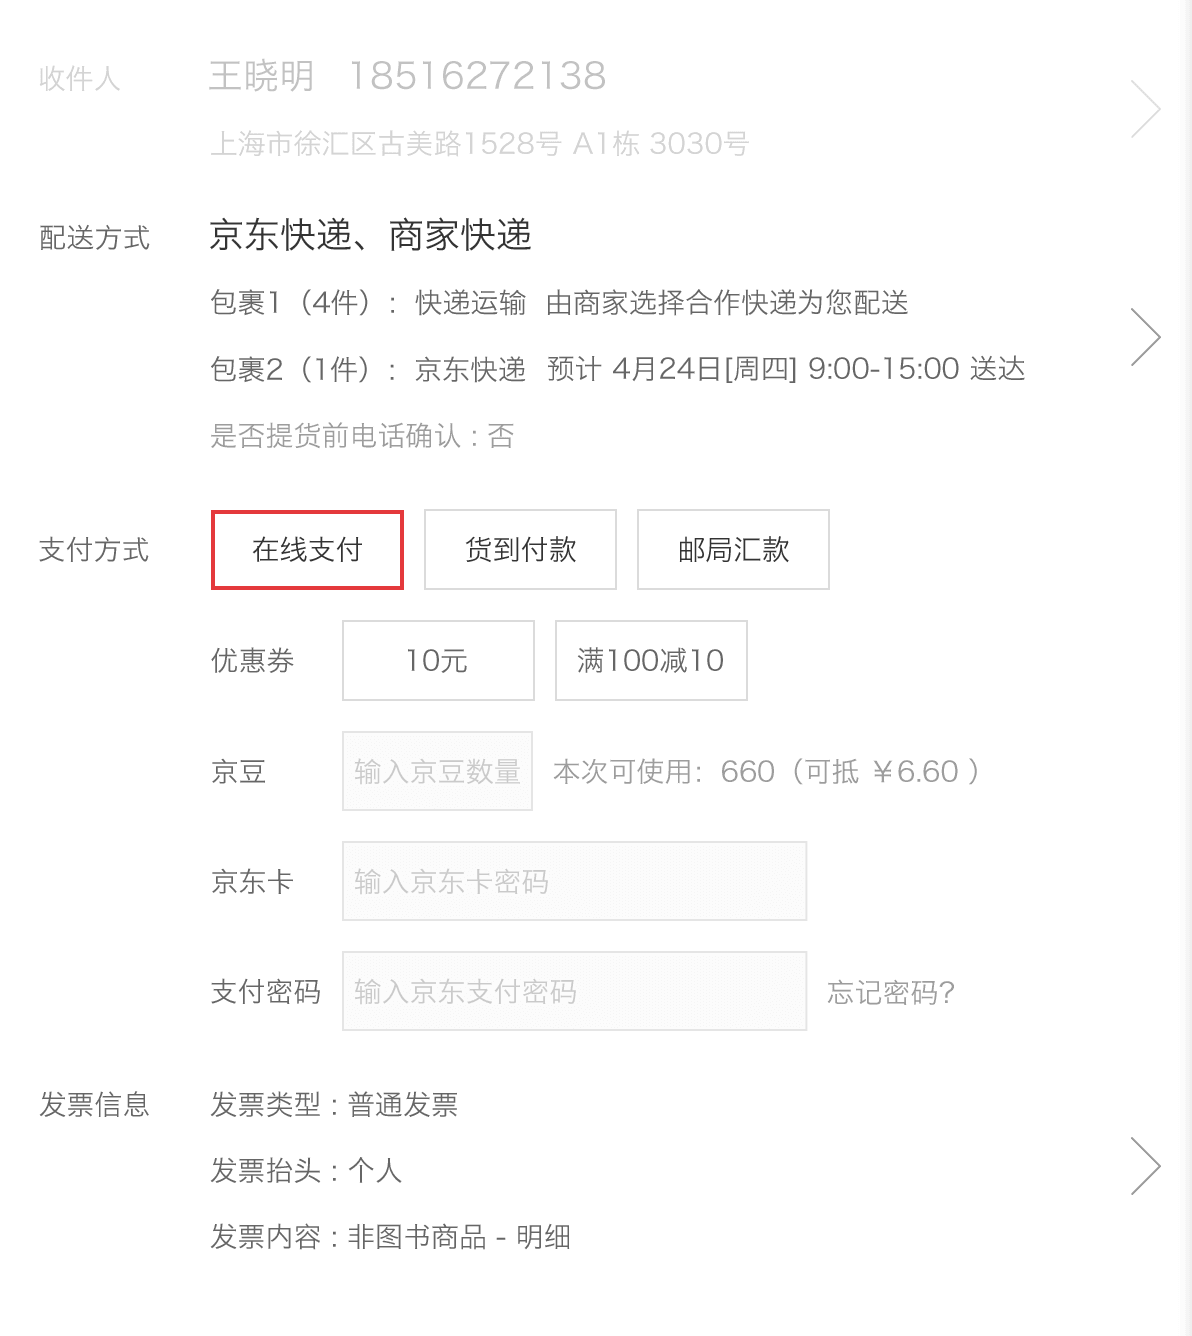 收件人 王晓明 18516272138
上海市徐汇区古美路1528号 A1栋 3030号
配送方式 京东快递、商家快递
包裹1（4件）: 快递运输 由商家选择合作快递为您配送
包裹2（1件）: 京东快递 预计 4月24日[周四] 9:00-15:00 送达
是否提货前电话确认 : 否
支付方式 在线支付 货到付款 邮局汇款
优惠券 10元 满100减10
京豆 输入京豆数量 本次可使用: 660（可抵 ￥6.60 ）
京东卡 输入京东卡密码
支付密码 输入京东支付密码 忘记密码?
发票信息 发票类型 : 普通发票
发票抬头 : 个人
发票内容 : 非图书商品 - 明细